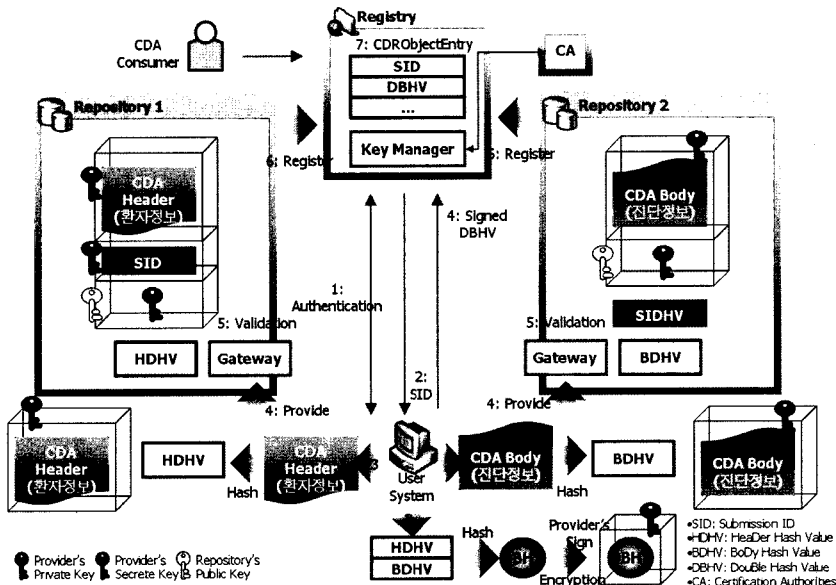 Registry
CDA
Consumer
7: CDRObjectEntry
SID
DBHV
...
Key Manager
CA
Repository 1
CDA
Header
(환자정보)
SID
HDHV
Gateway
5: Validation
6: Register
Repository 2
CDA Body
(진단정보)
SIDHV
5: Validation
Gateway
BDHV
6: Register
4: Signed
DBHV
1:
Authentication
2:
SID
4: Provide
4: Provide
CDA
Header
(환자정보)
HDHV
Hash
CDA
Header
(환자정보)
3
User
System
CDA Body
(진단정보)
Hash
BDHV
CDA Body
(진단정보)
HDHV
BDHV
Hash
BH
Provider's
Sign
Encryption
BH
Provider's
Private Key
Provider's
Secrete Key
Repository's
Public Key
•SID: Submission ID
•HDHV: HeaDer Hash Value
•BDHV: BoDy Hash Value
•DBHV: DouBle Hash Value
•CA: Certification Authorities